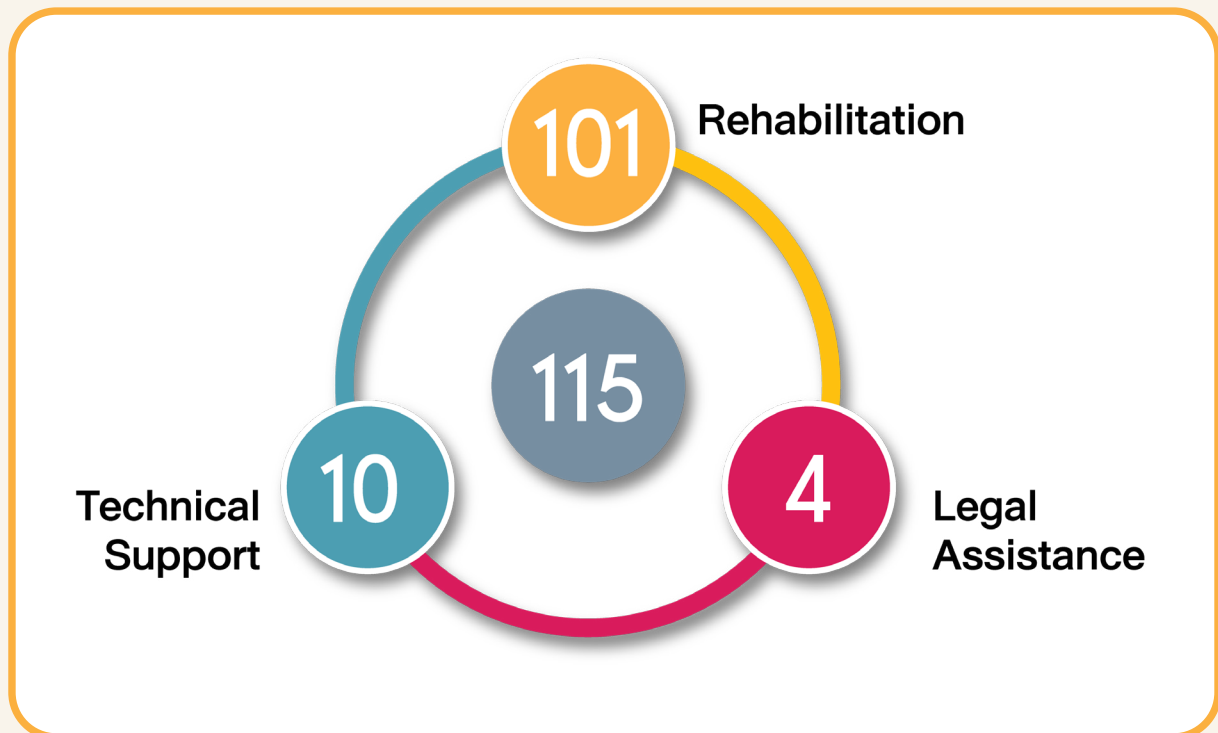 101
Rehabilitation
115
10
Technical
Support
4
Legal
Assistance